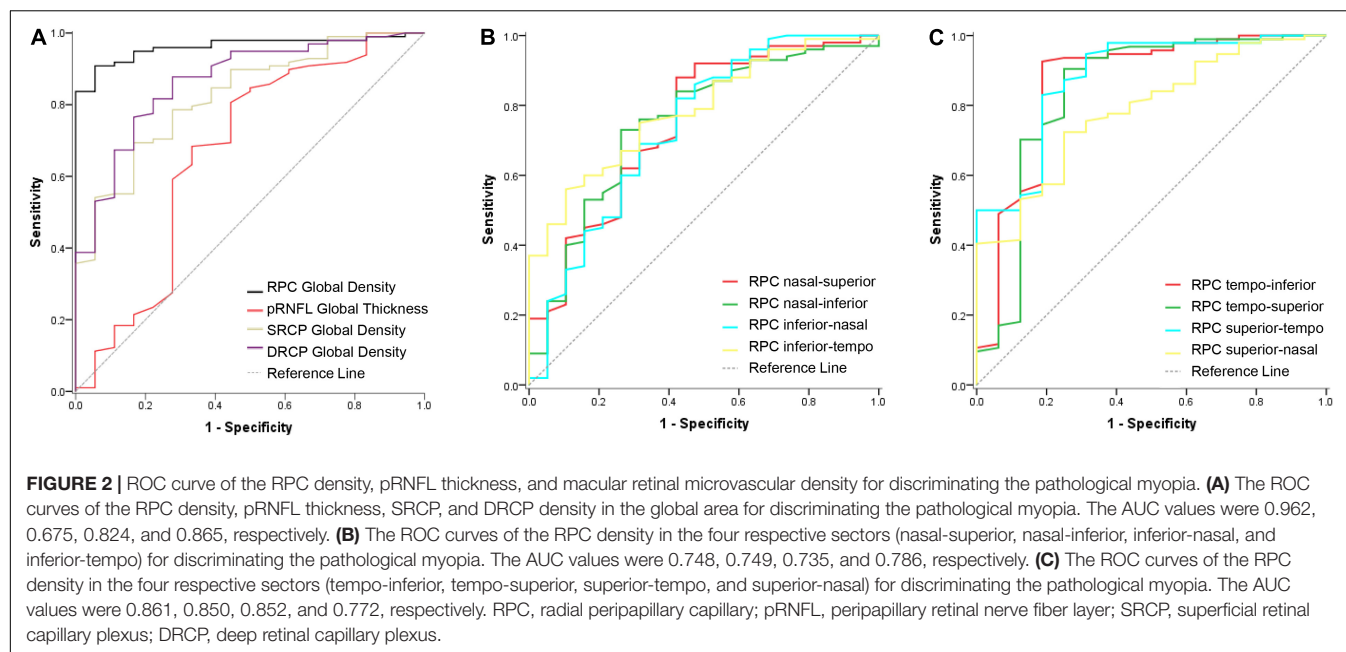 A
1.0
0.8
0.6
0.4
0.2
0.0
Sensitivity
0.0
0.2
0.4
0.6
0.8
1.0
1 - Specificity
RPC Global Density
pRNFL Global Thickness
SRCP Global Density
DRCP Global Density
Reference Line
B
1.0
0.8
0.6
0.4
0.2
0.0
Sensitivity
0.0
0.2
0.4
0.6
0.8
1.0
1 - Specificity
RPC nasal-superior
RPC nasal-inferior
RPC inferior-nasal
RPC inferior-tempo
Reference Line
C
1.0
0.8
0.6
0.4
0.2
0.0
Sensitivity
0.0
0.2
0.4
0.6
0.8
1.0
1 - Specificity
RPC tempo-inferior
RPC tempo-superior
RPC superior-tempo
RPC superior-nasal
Reference Line
FIGURE 2 | ROC curve of the RPC density, pRNFL thickness, and macular retinal microvascular density for discriminating the pathological myopia. (A) The ROC
curves of the RPC density, pRNFL thickness, SRCP, and DRCP density in the global area for discriminating the pathological myopia. The AUC values were 0.962,
0.675, 0.824, and 0.865, respectively. (B) The ROC curves of the RPC density in the four respective sectors (nasal-superior, nasal-inferior, inferior-nasal, and
inferior-tempo) for discriminating the pathological myopia. The AUC values were 0.748, 0.749, 0.735, and 0.786, respectively. (C) The ROC curves of the RPC
density in the four respective sectors (tempo-inferior, tempo-superior, superior-tempo, and superior-nasal) for discriminating the pathological myopia. The AUC
values were 0.861, 0.850, 0.852, and 0.772, respectively. RPC, radial peripapillary capillary; pRNFL, peripapillary retinal nerve fiber layer; SRCP, superficial retinal
capillary plexus; DRCP, deep retinal capillary plexus.